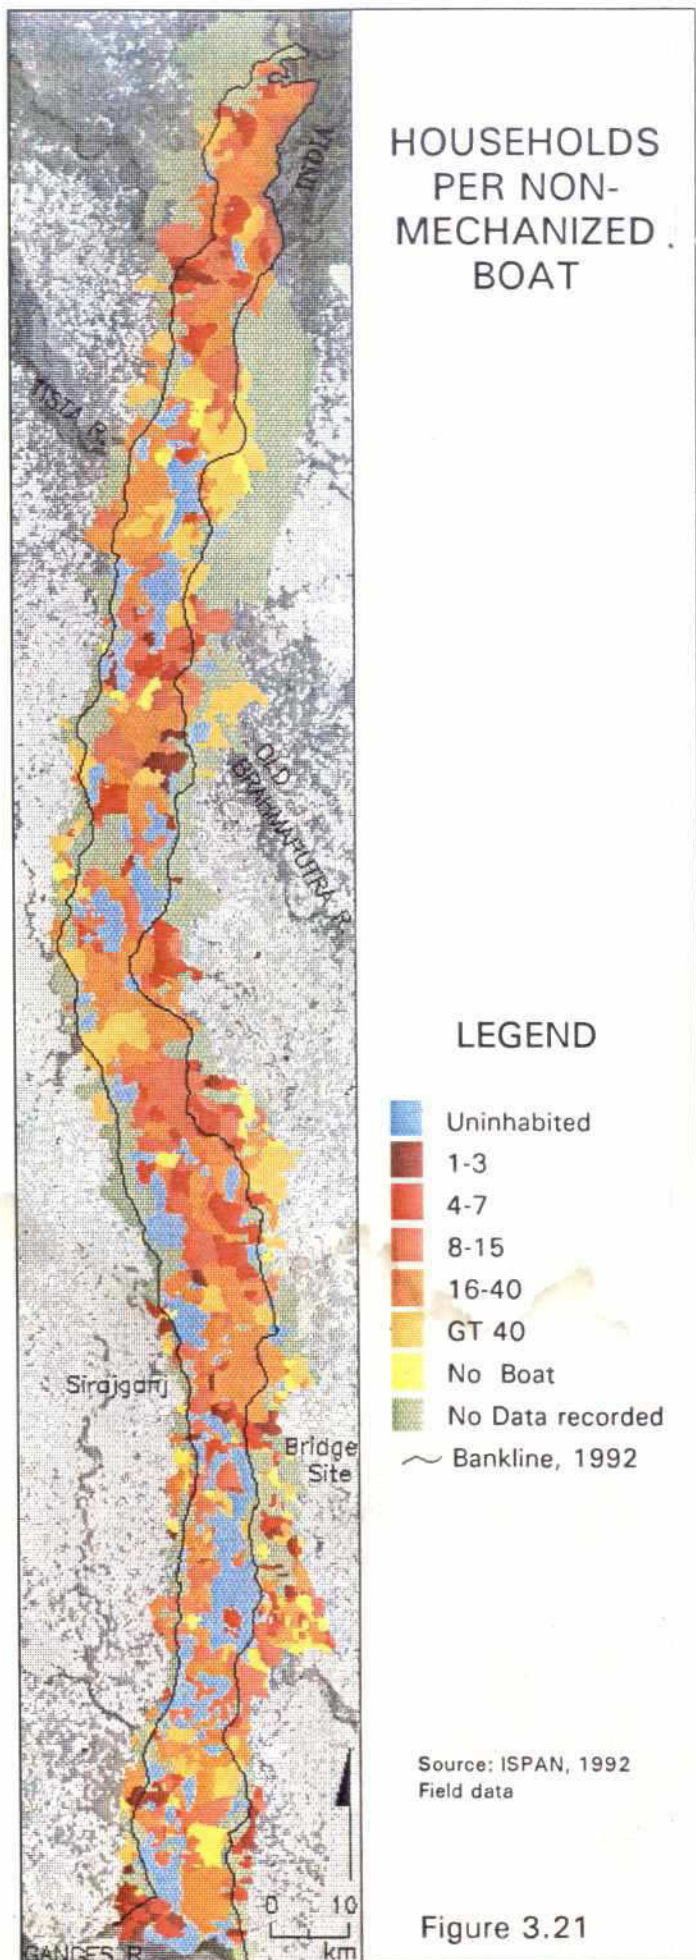 HOUSEHOLDS
PER NON-
MECHANIZED
BOAT
INDIA
TISTA R.
OLD
BRAHMAPUTRA R.
LEGEND
Uninhabited
1-3
4-7
8-15
16-40
GT 40
No Boat
No Data recorded
Bankline, 1992
Sirajganj
Bridge
Site
Source: ISPAN, 1992
Field data
0 10
km
GANGES R.
Figure 3.21